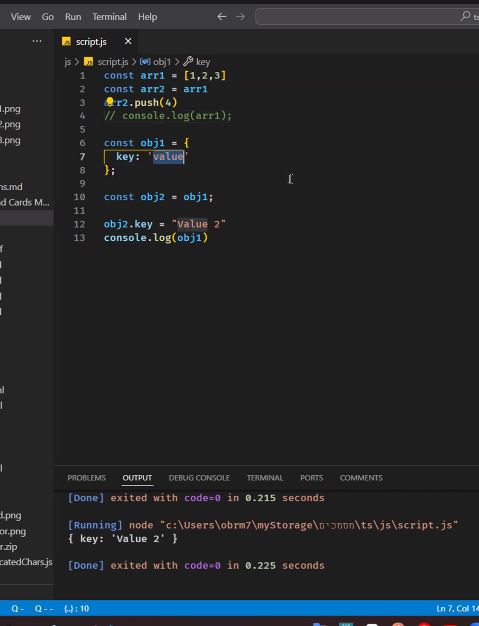 View Go Run Terminal Help
script.js
js > script.js > obj1 > key
1 const arr1 = [1,2,3]
2 const arr2 = arr1
3 arr2.push(4)
4 // console.log(arr1);
5
6 const obj1 = {
7 key: 'value'
8 };
9
10 const obj2 = obj1;
11
12 obj2.key = "Value 2"
13 console.log(obj1)
.png
.png
.png
ns.md
d Cards M...
d.png
or.png
r.zip
catedChars.js
PROBLEMS OUTPUT DEBUG CONSOLE TERMINAL PORTS COMMENTS
[Done] exited with code=0 in 0.215 seconds
[Running] node "c:\Users\obrm7\myStorage\מסמכים\ts\js\script.js"
{ key: 'Value 2' }
[Done] exited with code=0 in 0.225 seconds
Q - Q - - {..} : 10 Ln 7, Col 14